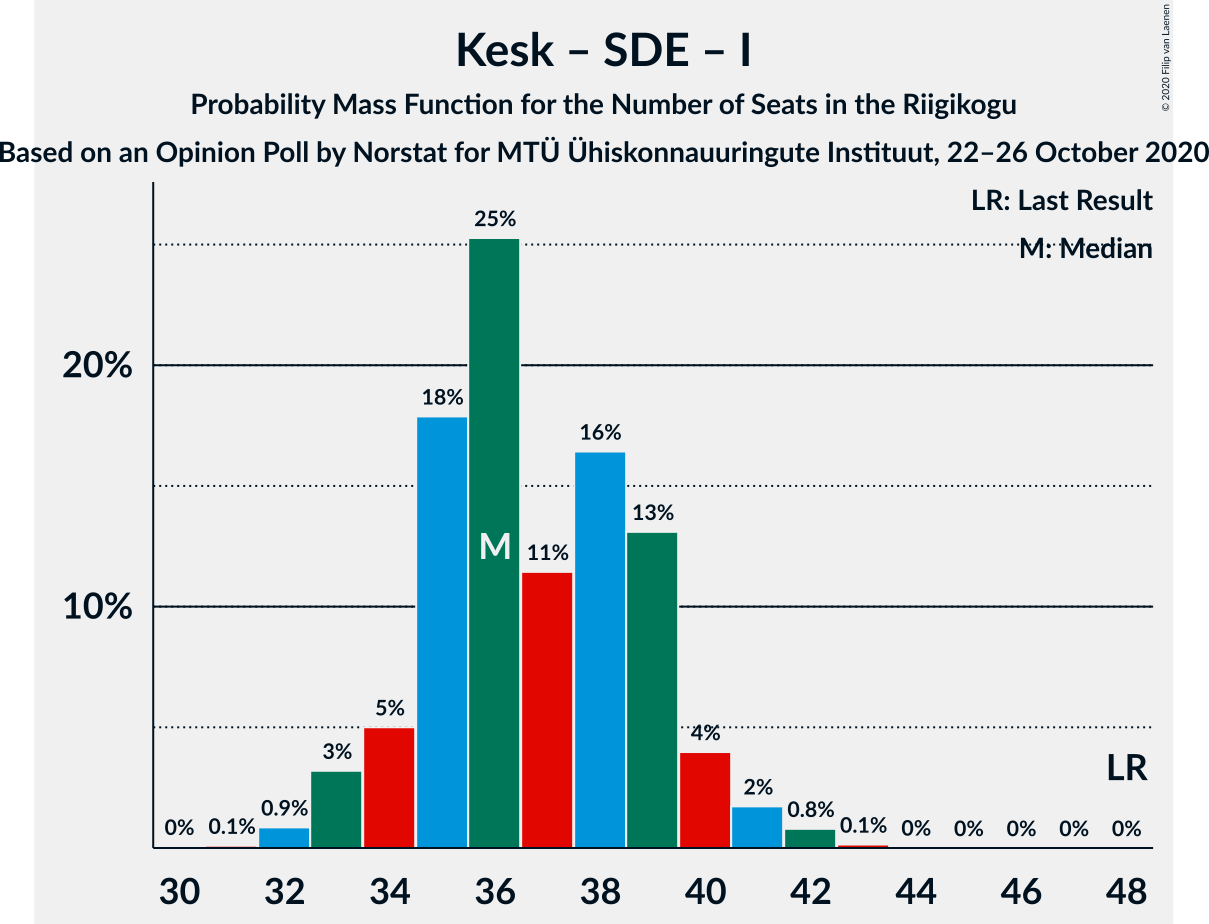 Kesk – SDE – I
Probability Mass Function for the Number of Seats in the Riigikogu
Based on an Opinion Poll by Norstat for MTÜ Ühiskonnauuringute Instituut, 22–26 October 2020
© 2020 Filip van Laenen
LR: Last Result
M: Median
25%
20%
18%
16%
13%
M
11%
10%
5%
4%
3%
LR
2%
0% 0.1% 0.9% 0.8% 0.1% 0% 0% 0% 0% 0%
30 32 34 36 38 40 42 44 46 48